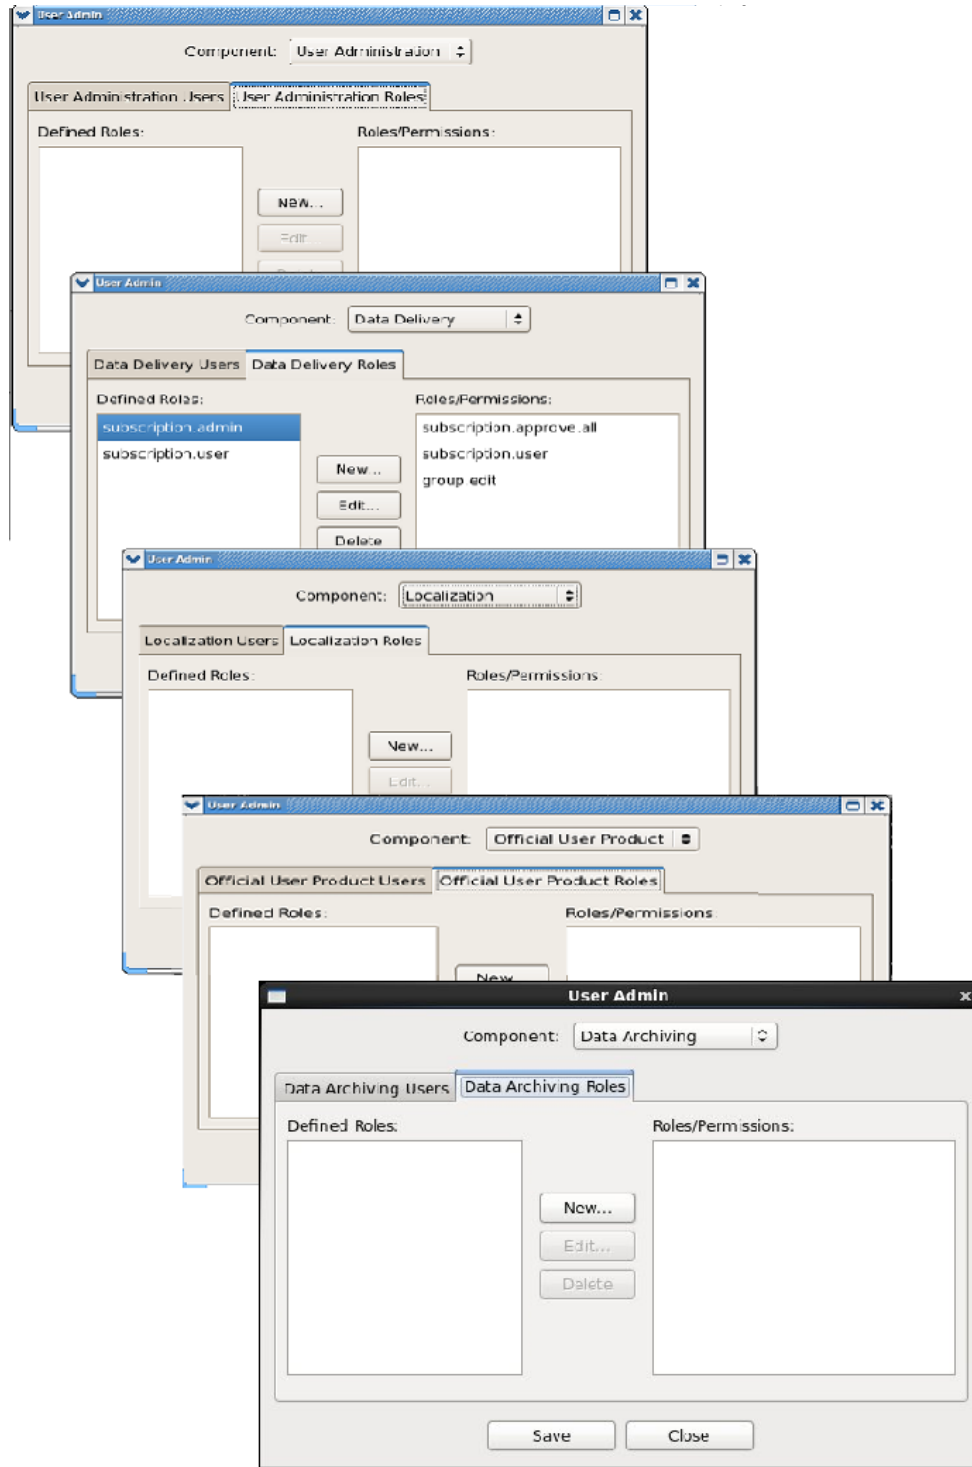 User Admin
Component: User Administration
User Administration Users User Administration Roles
Defined Roles: Roles/Permissions:
New...
Edit...
User Admin
Component: Data Delivery
Data Delivery Users Data Delivery Roles
Defined Roles: Roles/Permissions:
subscription.admin subscription.approve.all
subscription.user subscription.user
New... group edit
Edit...
Delete
User Admin
Component: Localization
Localization Users Localization Roles
Defined Roles: Roles/Permissions:
New...
Edit...
User Admin
Component: Official User Product
Official User Product Users Official User Product Roles
Defined Roles: Roles/Permissions:
New...
User Admin
Component: Data Archiving
Data Archiving Users Data Archiving Roles
Defined Roles: Roles/Permissions:
New...
Edit...
Delete
Save Close